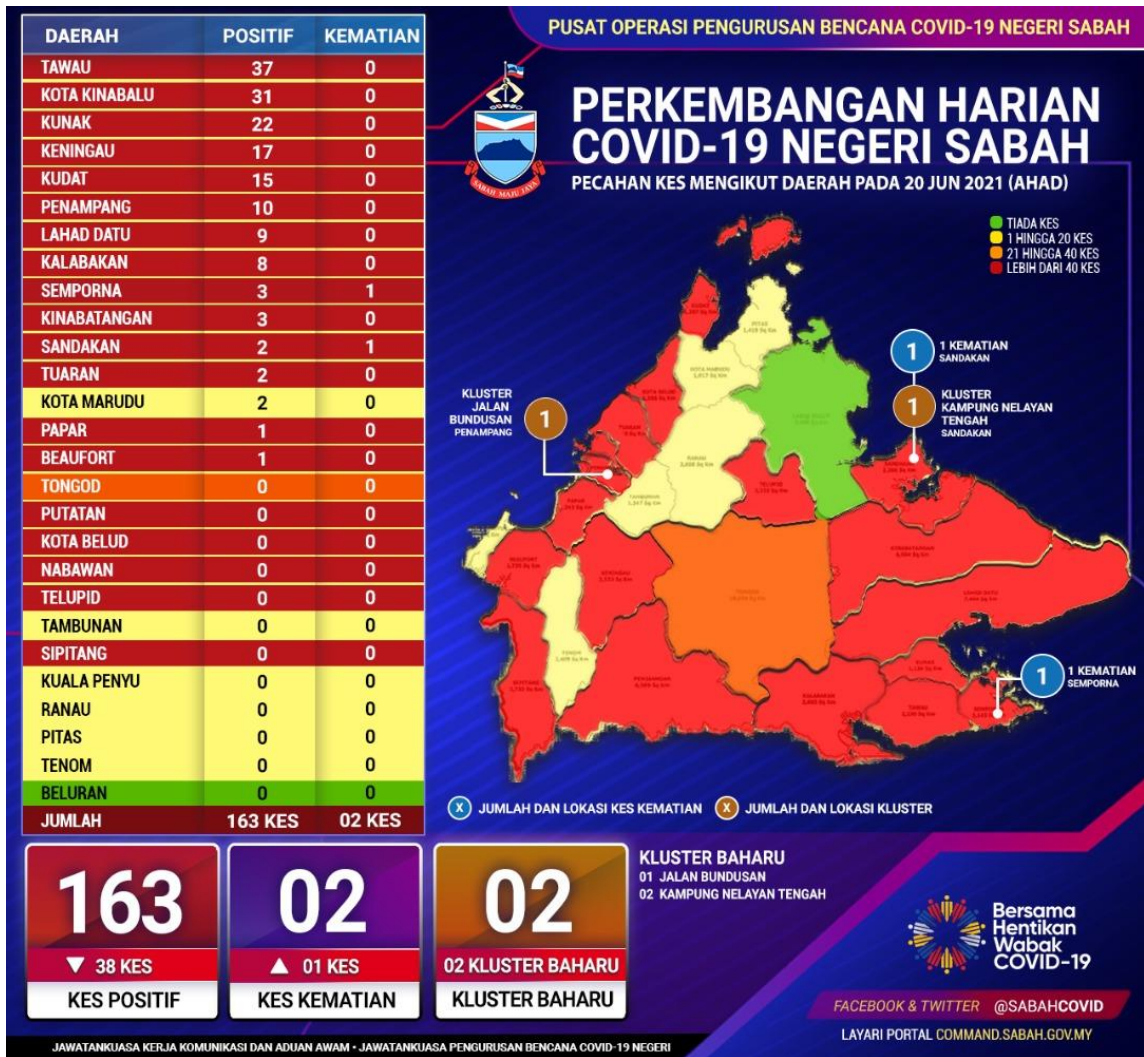 PUSAT OPERASI PENGURUSAN BENCANA COVID-19 NEGERI SABAH
PERKEMBANGAN HARIAN
COVID-19 NEGERI SABAH
PECAHAN KES MENGIKUT DAERAH PADA 20 JUN 2021 (AHAD)
SABAH MAJU JAYA
DAERAH POSITIF KEMATIAN
TAWAU 37 0
KOTA KINABALU 31 0
KUNAK 22 0
KENINGAU 17 0
KUDAT 15 0
PENAMPANG 10 0
LAHAD DATU 9 0
KALABAKAN 8 0
SEMPORNA 3 1
KINABATANGAN 3 0
SANDAKAN 2 1
TUARAN 2 0
KOTA MARUDU 2 0
PAPAR 1 0
BEAUFORT 1 0
TONGOD 0 0
PUTATAN 0 0
KOTA BELUD 0 0
NABAWAN 0 0
TELUPID 0 0
TAMBUNAN 0 0
SIPITANG 0 0
KUALA PENYU 0 0
RANAU 0 0
PITAS 0 0
TENOM 0 0
BELURAN 0 0
JUMLAH 163 KES 02 KES
TIADA KES
1 HINGGA 20 KES
21 HINGGA 40 KES
LEBIH DARI 40 KES
1
1 KEMATIAN
SANDAKAN
1
KLUSTER
KAMPUNG NELAYAN
TENGAH
SANDAKAN
KLUSTER
JALAN
BUNDUSAN
PENAMPANG
1
1
1 KEMATIAN
SEMPORNA
X JUMLAH DAN LOKASI KES KEMATIAN
X JUMLAH DAN LOKASI KLUSTER
163
▼ 38 KES
KES POSITIF
02
▲ 01 KES
KES KEMATIAN
02
02 KLUSTER BAHARU
KLUSTER BAHARU
KLUSTER BAHARU
01 JALAN BUNDUSAN
02 KAMPUNG NELAYAN TENGAH
Bersama
Hentikan
Wabak
COVID-19
FACEBOOK & TWITTER @SABAHCOVID
LAYARI PORTAL COMMAND.SABAH.GOV.MY
JAWATANKUASA KERJA KOMUNIKASI DAN ADUAN AWAM • JAWATANKUASA PENGURUSAN BENCANA COVID-19 NEGERI